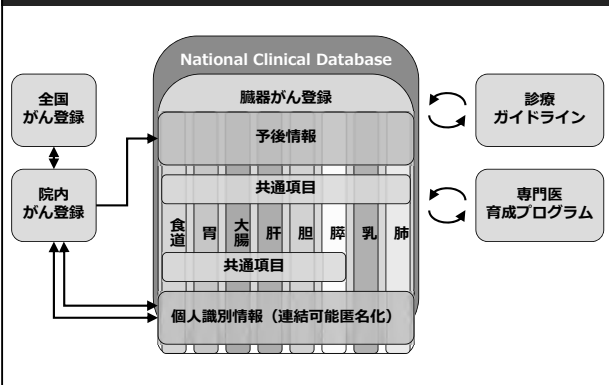 National Clinical Database
臓器がん登録
予後情報
共通項目
食道
胃
大腸
肝
胆
膵
乳
肺
共通項目
個人識別情報（連結可能匿名化）
全国
がん登録
院内
がん登録
診療
ガイドライン
専門医
育成プログラム